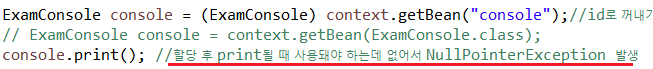 ExamConsole console = (ExamConsole) context.getBean("console");//id로 꺼내기
// ExamConsole console = context.getBean(ExamConsole.class);
console.print(); //할당 후 print될 때 사용돼야 하는데 없어서 NullPointerException 발생